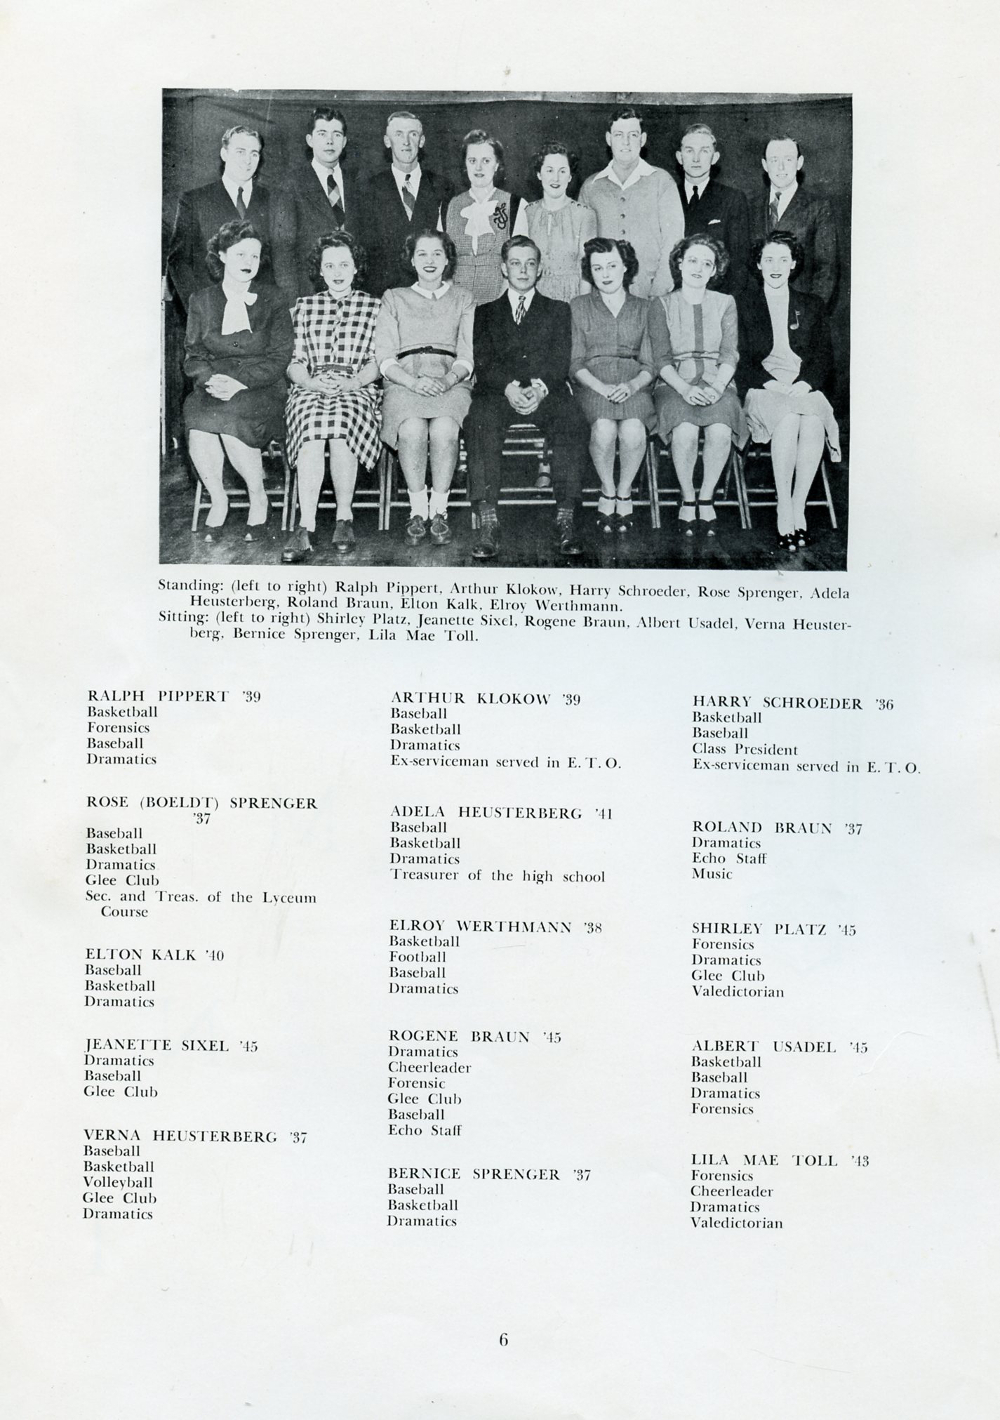 Standing: (left to right) Ralph Pippert, Arthur Klokow, Harry Schroeder, Rose Sprenger, Adela
Heusterberg, Roland Braun, Elton Kalk, Elroy Werthmann.
Sitting: (left to right) Shirley Platz, Jeanette Sixel, Rogene Braun, Albert Usadel, Verna Heuster-
berg, Bernice Sprenger, Lila Mae Toll.
RALPH PIPPERT '39
Basketball
Forensics
Baseball
Dramatics
ROSE (BOELDT) SPRENGER
'37
Baseball
Basketball
Dramatics
Glee Club
Sec. and Treas. of the Lyceum
Course
ELTON KALK '40
Baseball
Basketball
Dramatics
JEANETTE SIXEL '45
Dramatics
Baseball
Glee Club
VERNA HEUSTERBERG '37
Baseball
Basketball
Volleyball
Glee Club
Dramatics
ARTHUR KLOKOW '39
Baseball
Basketball
Dramatics
Ex-serviceman served in E. T. O.
ADELA HEUSTERBERG '41
Baseball
Basketball
Dramatics
Treasurer of the high school
ELROY WERTHMANN '38
Basketball
Football
Baseball
Dramatics
ROGENE BRAUN '45
Dramatics
Cheerleader
Forensic
Glee Club
Baseball
Echo Staff
BERNICE SPRENGER '37
Baseball
Basketball
Dramatics
HARRY SCHROEDER '36
Basketball
Baseball
Class President
Ex-serviceman served in E. T. O.
ROLAND BRAUN '37
Dramatics
Echo Staff
Music
SHIRLEY PLATZ '45
Forensics
Dramatics
Glee Club
Valedictorian
ALBERT USADEL '45
Basketball
Baseball
Dramatics
Forensics
LILA MAE TOLL '43
Forensics
Cheerleader
Dramatics
Valedictorian
6